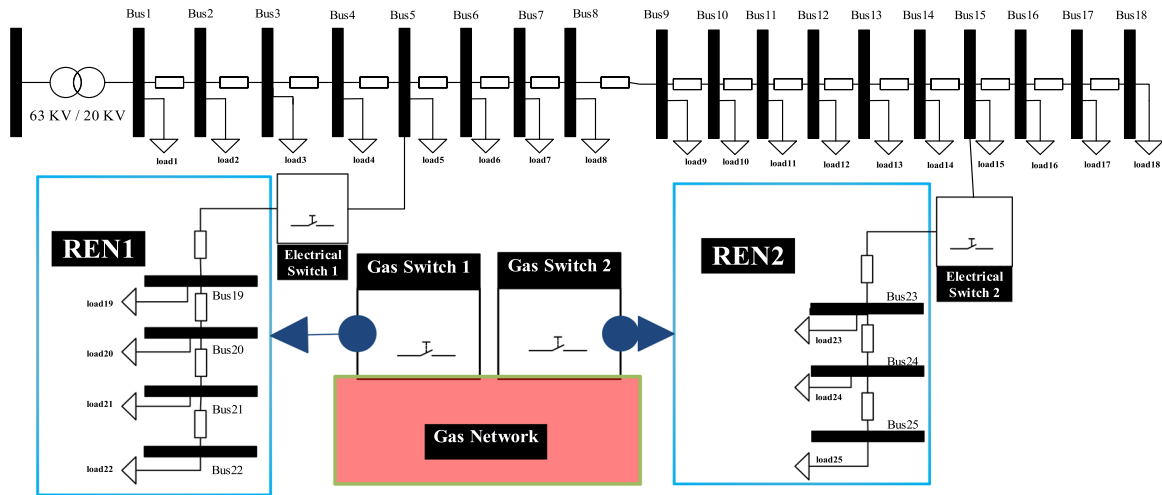 Bus1 Bus2 Bus3 Bus4 Bus5 Bus6 Bus7 Bus8 Bus9 Bus10 Bus11 Bus12 Bus13 Bus14 Bus15 Bus16 Bus17 Bus18
63 KV / 20 KV
load1 load2 load3 load4 load5 load6 load7 load8 load9 load10 load11 load12 load13 load14 load15 load16 load17 load18
REN1
Electrical
Switch 1
Gas Switch 1
Gas Switch 2
REN2
Electrical
Switch 2
Bus19
load19
Bus20
load20
Bus21
load21
Bus22
load22
Bus23
load23
Bus24
load24
Bus25
load25
Gas Network